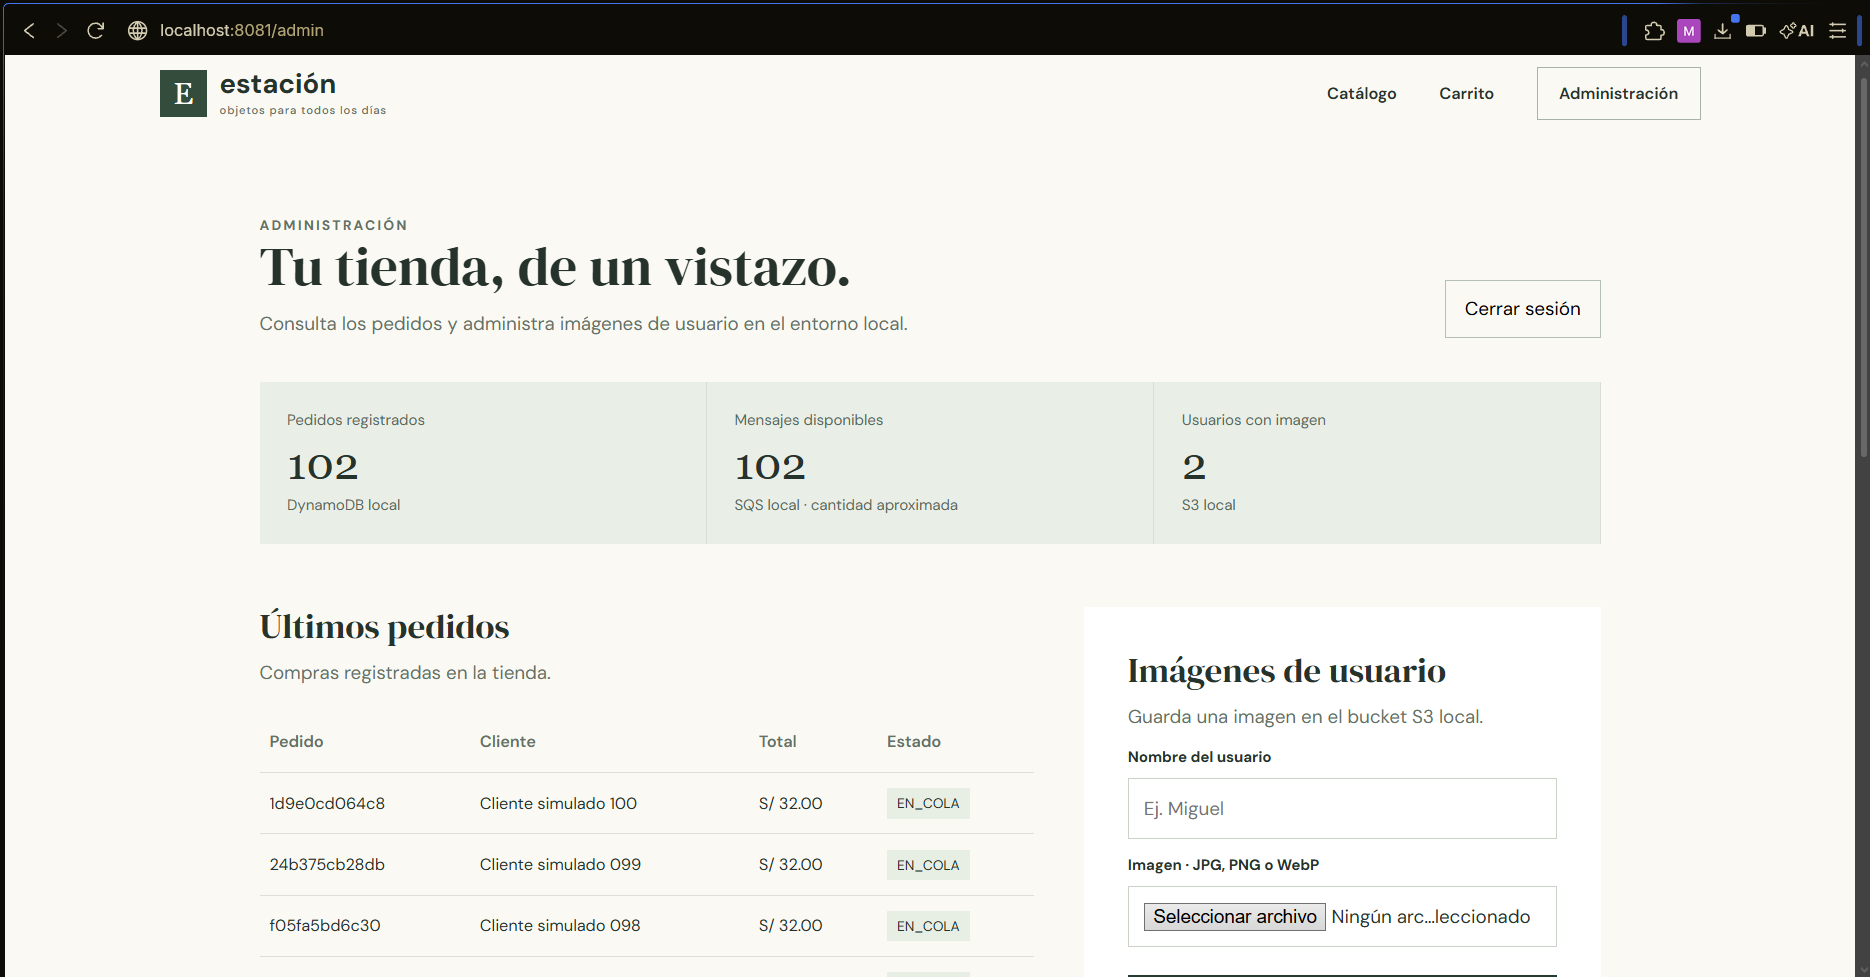 localhost:8081/admin
M
AI
E
estación
objetos para todos los días
Catálogo
Carrito
Administración
ADMINISTRACIÓN
Tu tienda, de un vistazo.
Consulta los pedidos y administra imágenes de usuario en el entorno local.
Cerrar sesión
Pedidos registrados
102
DynamoDB local
Mensajes disponibles
102
SQS local · cantidad aproximada
Usuarios con imagen
2
S3 local
Últimos pedidos
Compras registradas en la tienda.
Pedido Cliente Total Estado
1d9e0cd064c8 Cliente simulado 100 S/ 32.00 EN_COLA
24b375cb28db Cliente simulado 099 S/ 32.00 EN_COLA
f05fa5bd6c30 Cliente simulado 098 S/ 32.00 EN_COLA
Imágenes de usuario
Guarda una imagen en el bucket S3 local.
Nombre del usuario
Ej. Miguel
Imagen · JPG, PNG o WebP
Seleccionar archivo Ningún arc...leccionado